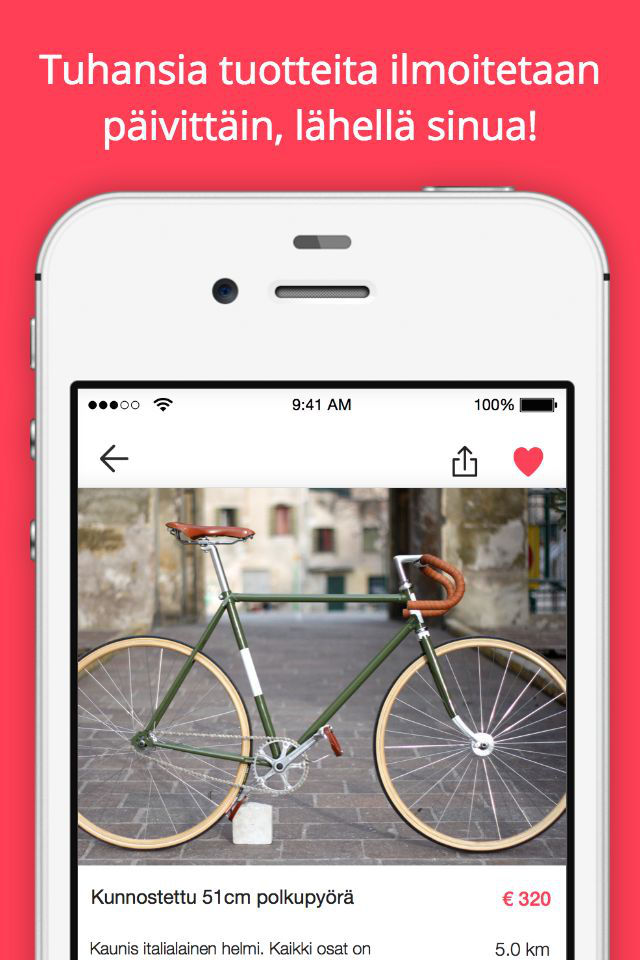 Tuhansia tuotteita ilmoitetaan
päivittäin, lähellä sinua!
9:41 AM
100%
Kunnostettu 51cm polkupyörä
€ 320
Kaunis italialainen helmi. Kaikki osat on
5.0 km